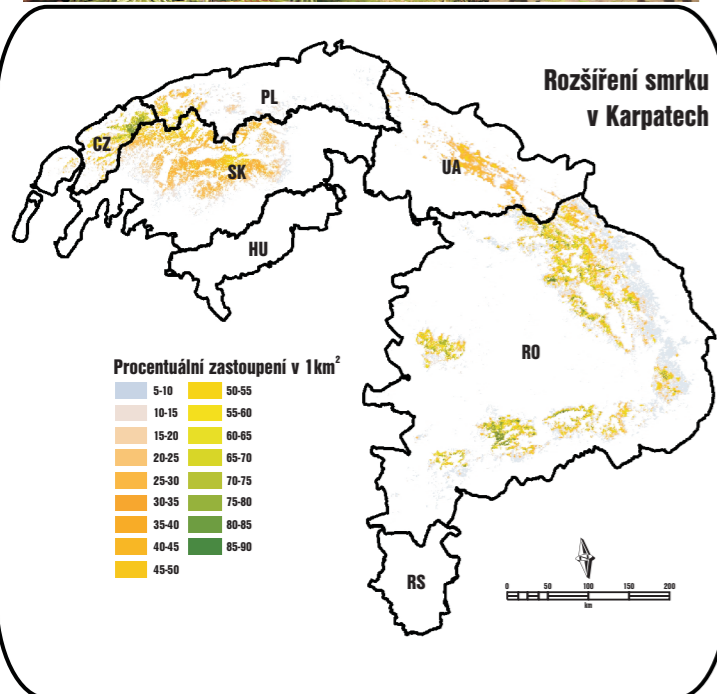 Rozšíření smrku
v Karpatech
PL
CZ
SK
UA
HU
RO
RS
Procentuální zastoupení v 1km²
5-10
10-15
15-20
20-25
25-30
30-35
35-40
40-45
45-50
50-55
55-60
60-65
65-70
70-75
75-80
80-85
85-90
0 50 100 150 200
km